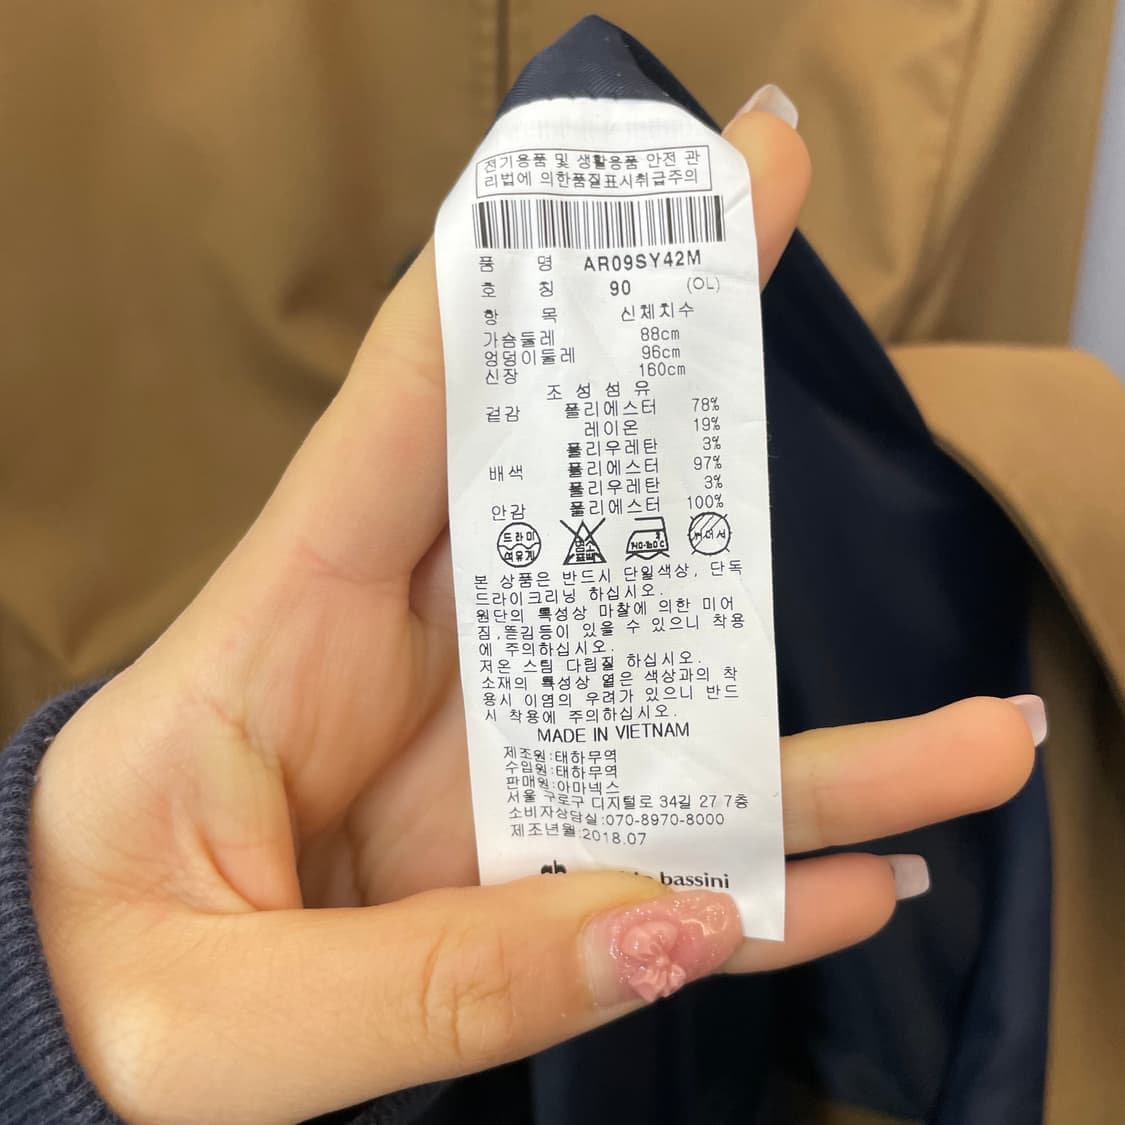 전기용품 및 생활용품 안전 관
리법에 의한품질표시취급주의
품 명 AR09SY42M
호 칭 90 (OL)
항 목 신체치수
가슴둘레 88cm
엉덩이둘레 96cm
신장 160cm
조성섬유
겉감 폴리에스터 78%
레이온 19%
폴리우레탄 3%
배색 폴리에스터 97%
폴리우레탄 3%
안감 폴리에스터 100%
드라이
석유계
염소
표백
140-160℃
본 상품은 반드시 단일색상, 단독
드라이크리닝 하십시오.
원단의 특성상 마찰에 의한 미어
짐,뜯김등이 있을 수 있으니 착용
에 주의하십시오.
저온 스팀 다림질 하십시오.
소재의 특성상 옅은 색상과의 착
용시 이염의 우려가 있으니 반드
시 착용에 주의하십시오.
MADE IN VIETNAM
제조원:태하무역
수입원:태하무역
판매원:아마넥스
서울 구로구 디지털로 34길 27 7층
소비자상담실:070-8970-8000
제조년월:2018.07
bassini